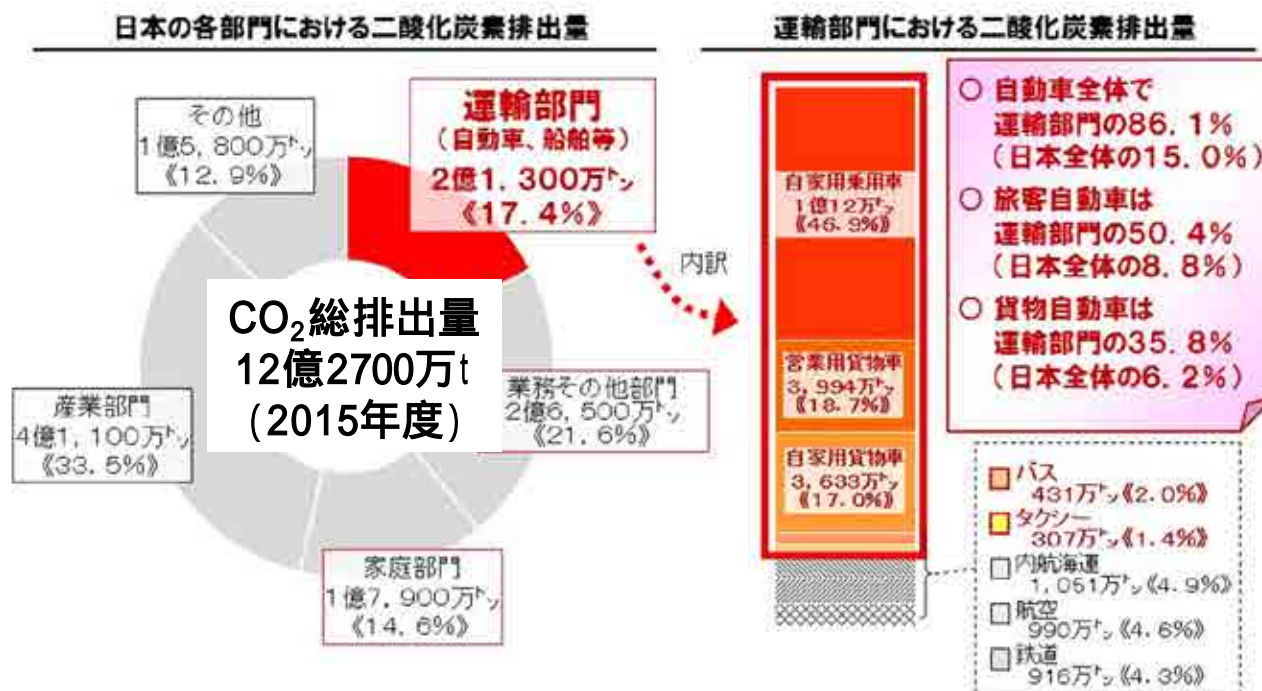 日本の各部門における二酸化炭素排出量
その他
1億5,800万㌧
《12.9%》
運輸部門
(自動車、船舶等)
2億1,300万㌧
《17.4%》
CO₂総排出量
12億2700万t
(2015年度)
業務その他部門
2億6,500万㌧
《21.6%》
産業部門
4億1,100万㌧
《33.5%》
家庭部門
1億7,900万㌧
《14.6%》
内訳
運輸部門における二酸化炭素排出量
自家用乗用車
1億12万㌧
《46.9%》
営業用貨物車
3,994万㌧
《18.7%》
自家用貨物車
3,633万㌧
《17.0%》
○ 自動車全体で
運輸部門の86.1%
(日本全体の15.0%)
○ 旅客自動車は
運輸部門の50.4%
(日本全体の8.8%)
○ 貨物自動車は
運輸部門の35.8%
(日本全体の6.2%)
バス
431万㌧《2.0%》
タクシー
307万㌧《1.4%》
内航海運
1,051万㌧《4.9%》
航空
990万㌧《4.6%》
鉄道
916万㌧《4.3%》